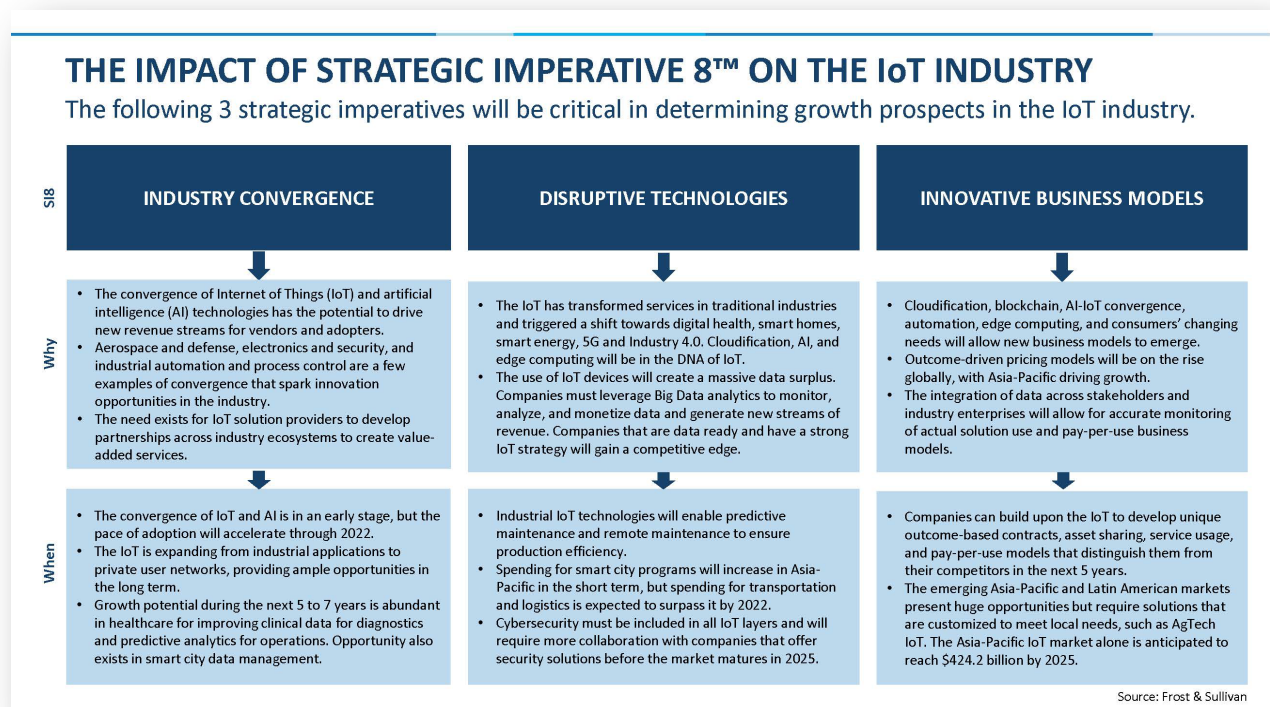 THE IMPACT OF STRATEGIC IMPERATIVE 8™ ON THE IoT INDUSTRY
The following 3 strategic imperatives will be critical in determining growth prospects in the IoT industry.
SI8
INDUSTRY CONVERGENCE
DISRUPTIVE TECHNOLOGIES
INNOVATIVE BUSINESS MODELS
Why
• The convergence of Internet of Things (IoT) and artificial
intelligence (AI) technologies has the potential to drive
new revenue streams for vendors and adopters.
• Aerospace and defense, electronics and security, and
industrial automation and process control are a few
examples of convergence that spark innovation
opportunities in the industry.
• The need exists for IoT solution providers to develop
partnerships across industry ecosystems to create value-
added services.
• The IoT has transformed services in traditional industries
and triggered a shift towards digital health, smart homes,
smart energy, 5G and Industry 4.0. Cloudification, AI, and
edge computing will be in the DNA of IoT.
• The use of IoT devices will create a massive data surplus.
Companies must leverage Big Data analytics to monitor,
analyze, and monetize data and generate new streams of
revenue. Companies that are data ready and have a strong
IoT strategy will gain a competitive edge.
• Cloudification, blockchain, AI-IoT convergence,
automation, edge computing, and consumers’ changing
needs will allow new business models to emerge.
• Outcome-driven pricing models will be on the rise
globally, with Asia-Pacific driving growth.
• The integration of data across stakeholders and
industry enterprises will allow for accurate monitoring
of actual solution use and pay-per-use business
models.
When
• The convergence of IoT and AI is in an early stage, but the
pace of adoption will accelerate through 2022.
• The IoT is expanding from industrial applications to
private user networks, providing ample opportunities in
the long term.
• Growth potential during the next 5 to 7 years is abundant
in healthcare for improving clinical data for diagnostics
and predictive analytics for operations. Opportunity also
exists in smart city data management.
• Industrial IoT technologies will enable predictive
maintenance and remote maintenance to ensure
production efficiency.
• Spending for smart city programs will increase in Asia-
Pacific in the short term, but spending for transportation
and logistics is expected to surpass it by 2022.
• Cybersecurity must be included in all IoT layers and will
require more collaboration with companies that offer
security solutions before the market matures in 2025.
• Companies can build upon the IoT to develop unique
outcome-based contracts, asset sharing, service usage,
and pay-per-use models that distinguish them from
their competitors in the next 5 years.
• The emerging Asia-Pacific and Latin American markets
present huge opportunities but require solutions that
are customized to meet local needs, such as AgTech
IoT. The Asia-Pacific IoT market alone is anticipated to
reach $424.2 billion by 2025.
Source: Frost & Sullivan